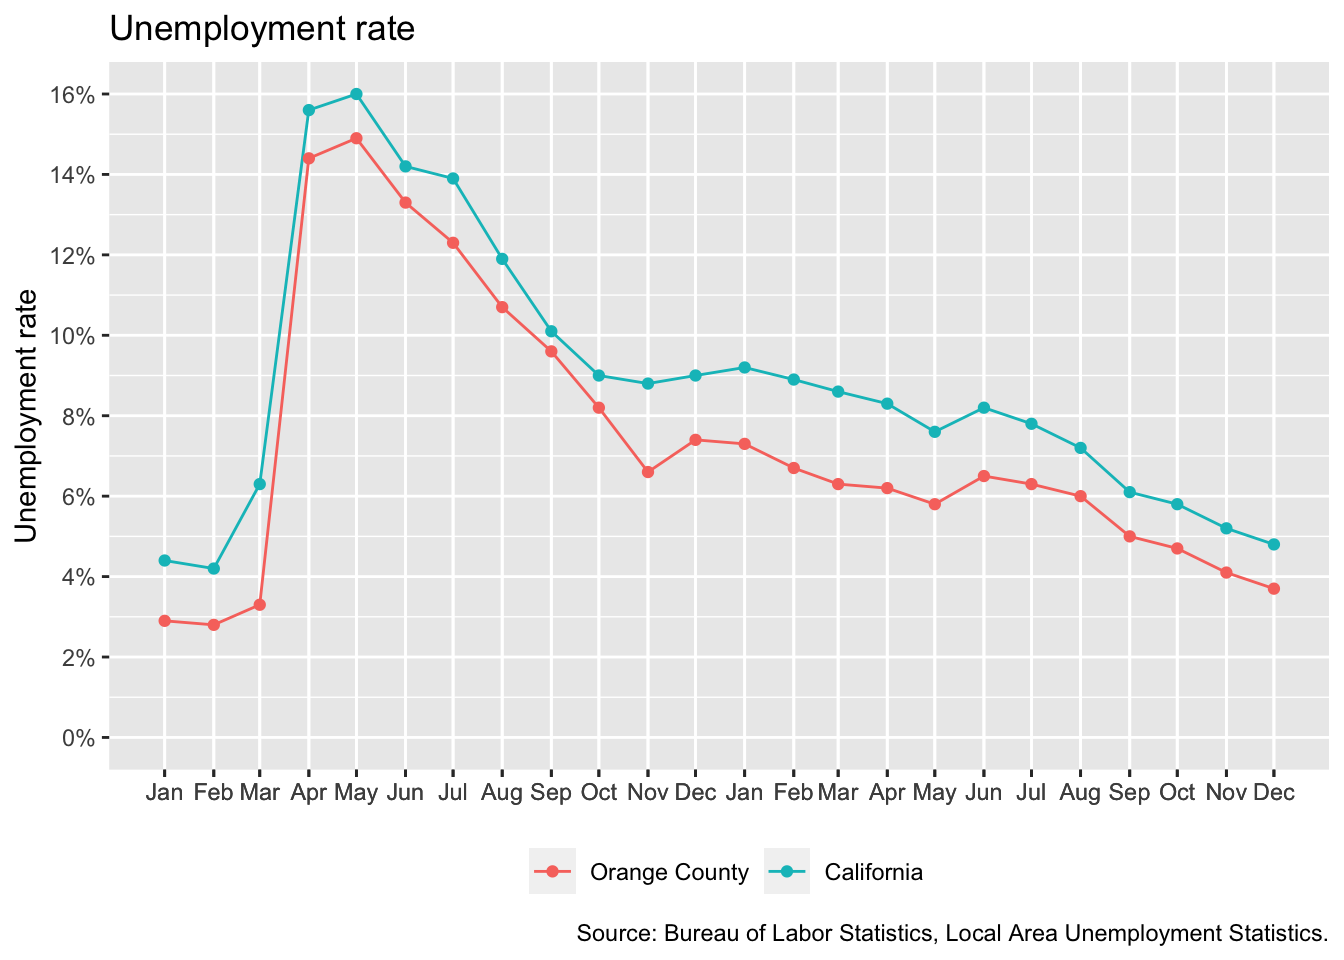 Unemployment rate
Unemployment rate
16%
14%
12%
10%
8%
6%
4%
2%
0%
Jan Feb Mar Apr May Jun Jul Aug Sep Oct Nov Dec Jan Feb Mar Apr May Jun Jul Aug Sep Oct Nov Dec
Orange County California
Source: Bureau of Labor Statistics, Local Area Unemployment Statistics.